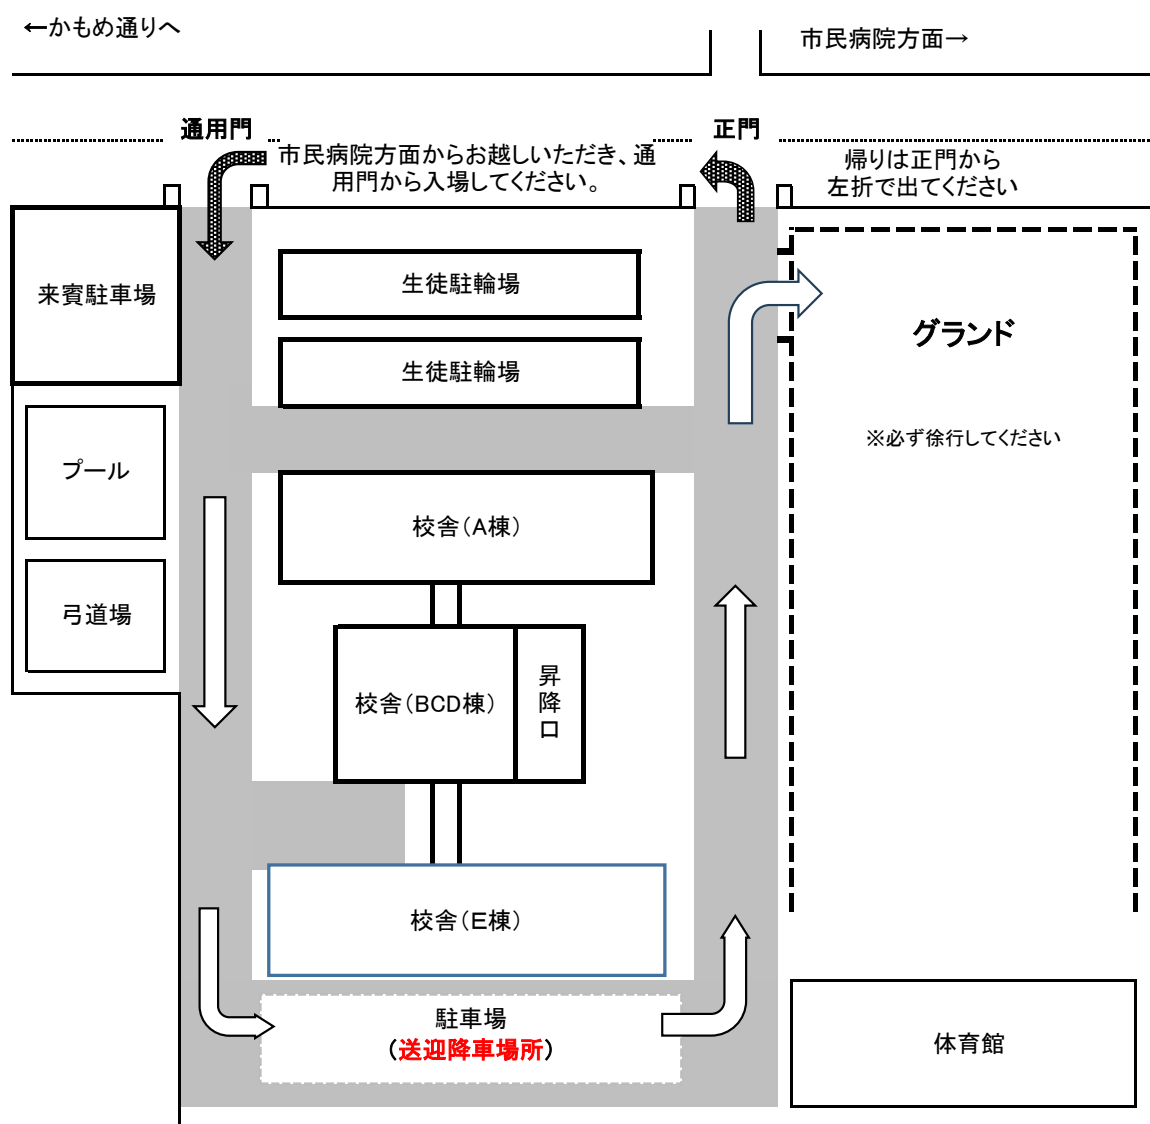 ←かもめ通りへ
市民病院方面→
通用門
正門
市民病院方面からお越しいただき、通
用門から入場してください。
帰りは正門から
左折で出てください
来賓駐車場
生徒駐輪場
グランド
生徒駐輪場
※必ず徐行してください
プール
校舎（A棟）
弓道場
校舎（BCD棟）
昇降口
校舎（E棟）
駐車場
（送迎降車場所）
体育館